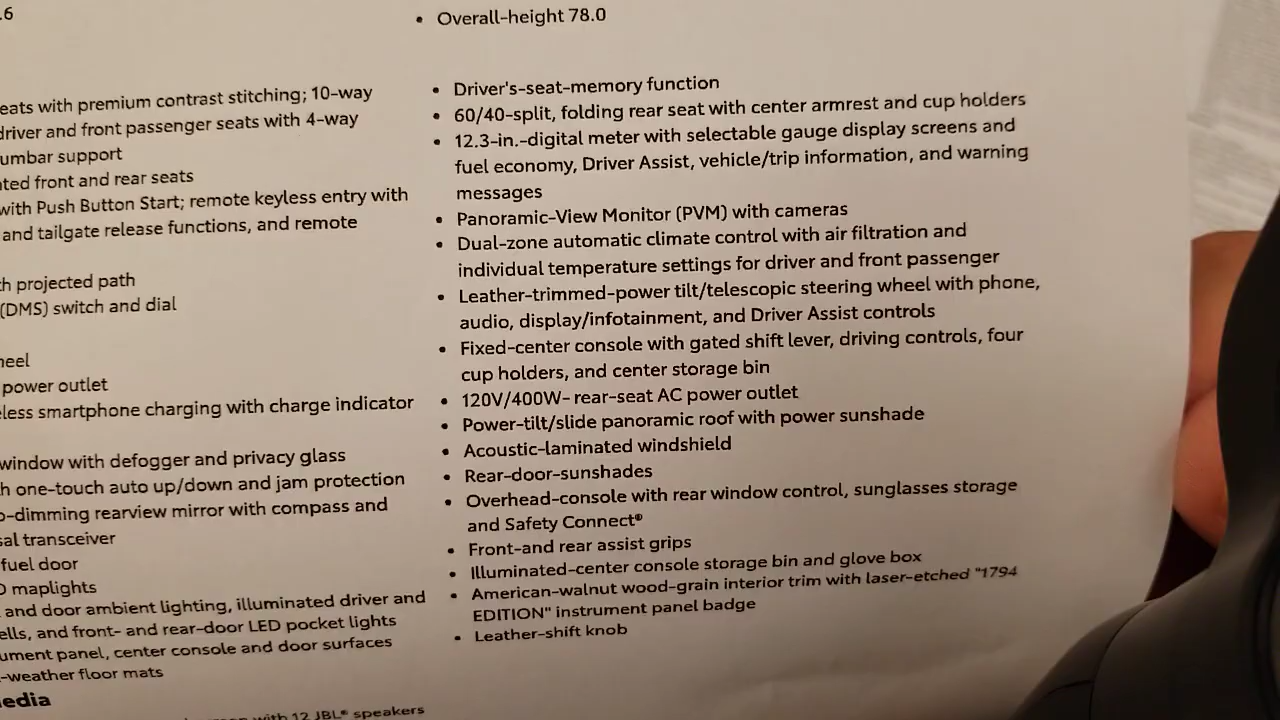 .6
eats with premium contrast stitching; 10-way
driver and front passenger seats with 4-way
umbar support
ated front and rear seats
with Push Button Start; remote keyless entry with
and tailgate release functions, and remote
h projected path
(DMS) switch and dial
heel
power outlet
less smartphone charging with charge indicator
window with defogger and privacy glass
h one-touch auto up/down and jam protection
o-dimming rearview mirror with compass and
sal transceiver
fuel door
D maplights
and door ambient lighting, illuminated driver and
ells, and front- and rear-door LED pocket lights
ument panel, center console and door surfaces
-weather floor mats
edia
with 12 JBL® speakers
• Overall-height 78.0
• Driver's-seat-memory function
• 60/40-split, folding rear seat with center armrest and cup holders
• 12.3-in.-digital meter with selectable gauge display screens and
fuel economy, Driver Assist, vehicle/trip information, and warning
messages
• Panoramic-View Monitor (PVM) with cameras
• Dual-zone automatic climate control with air filtration and
individual temperature settings for driver and front passenger
• Leather-trimmed-power tilt/telescopic steering wheel with phone,
audio, display/infotainment, and Driver Assist controls
• Fixed-center console with gated shift lever, driving controls, four
cup holders, and center storage bin
• 120V/400W- rear-seat AC power outlet
• Power-tilt/slide panoramic roof with power sunshade
• Acoustic-laminated windshield
• Rear-door-sunshades
• Overhead-console with rear window control, sunglasses storage
and Safety Connect®
• Front-and rear assist grips
• Illuminated-center console storage bin and glove box
• American-walnut wood-grain interior trim with laser-etched "1794
EDITION" instrument panel badge
• Leather-shift knob